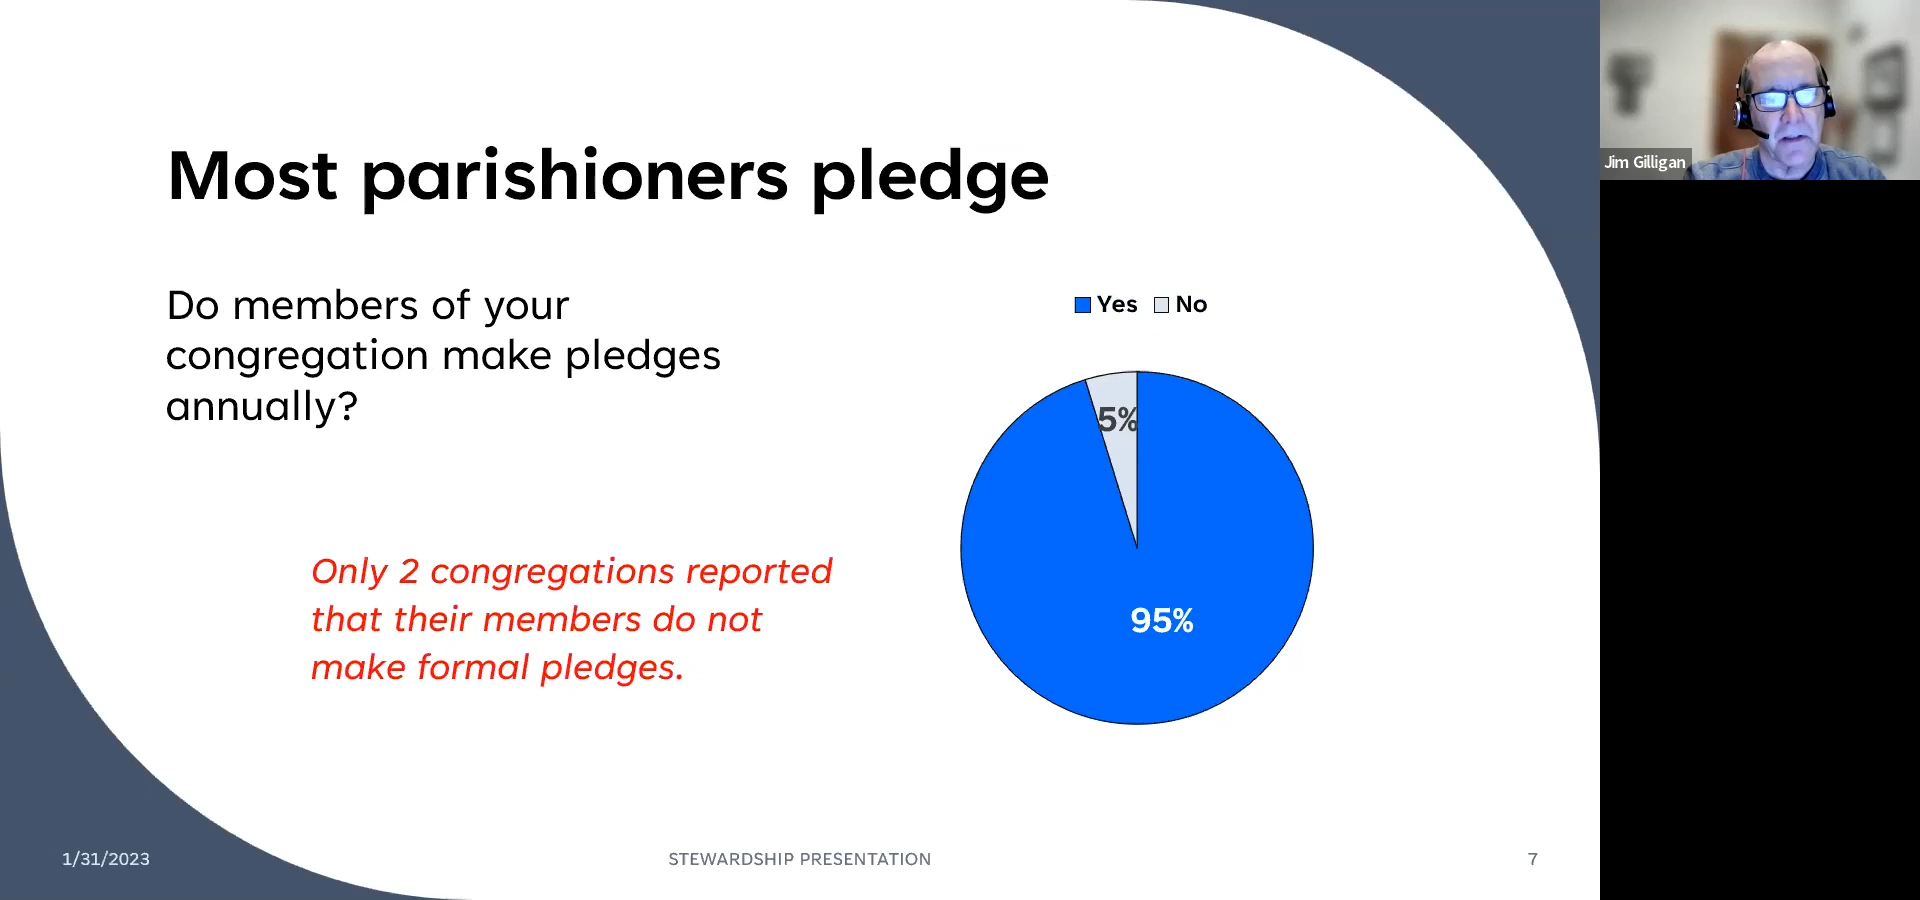 Most parishioners pledge
Do members of your
congregation make pledges
annually?
Only 2 congregations reported
that their members do not
make formal pledges.
Yes No
5%
95%
1/31/2023
STEWARDSHIP PRESENTATION
7
Jim Gilligan